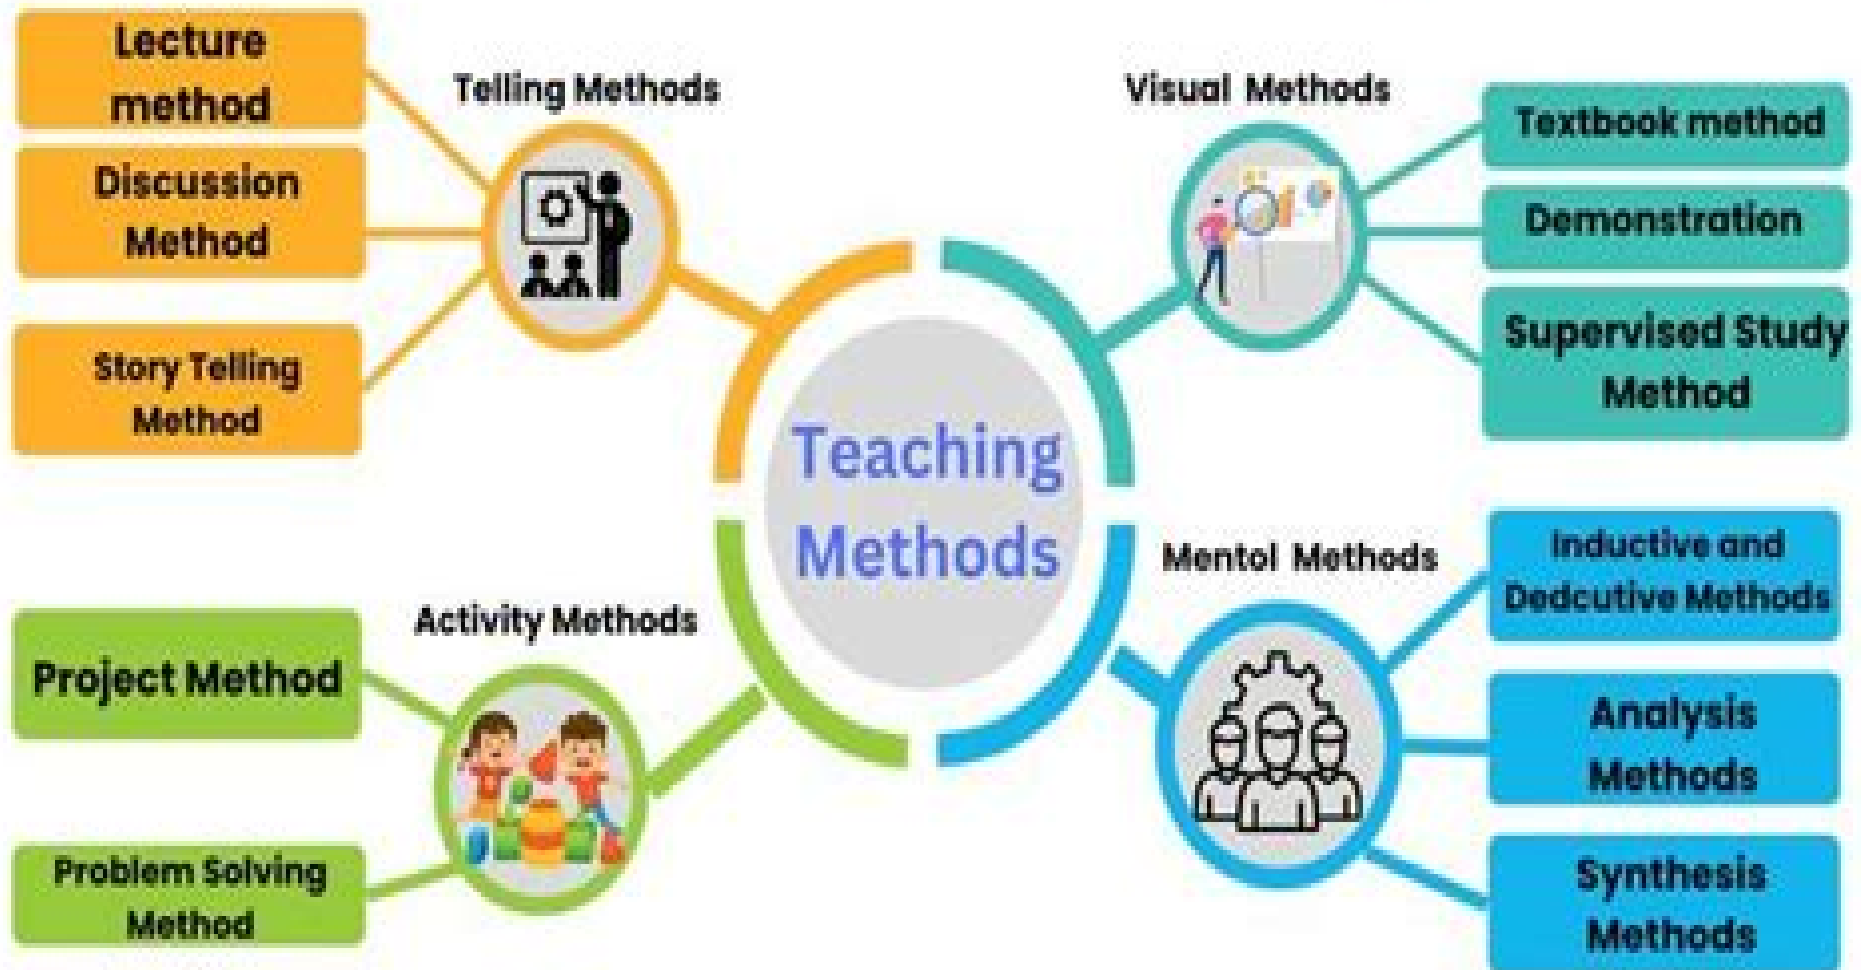 Lecture
method
Telling Methods
Discussion
Method
Story Telling
Method
Visual Methods
Textbook method
Demonstration
Supervised Study
Method
Teaching
Methods
Activity Methods
Project Method
Problem Solving
Method
Mentol Methods
Inductive and
Dedcutive Methods
Analysis
Methods
Synthesis
Methods